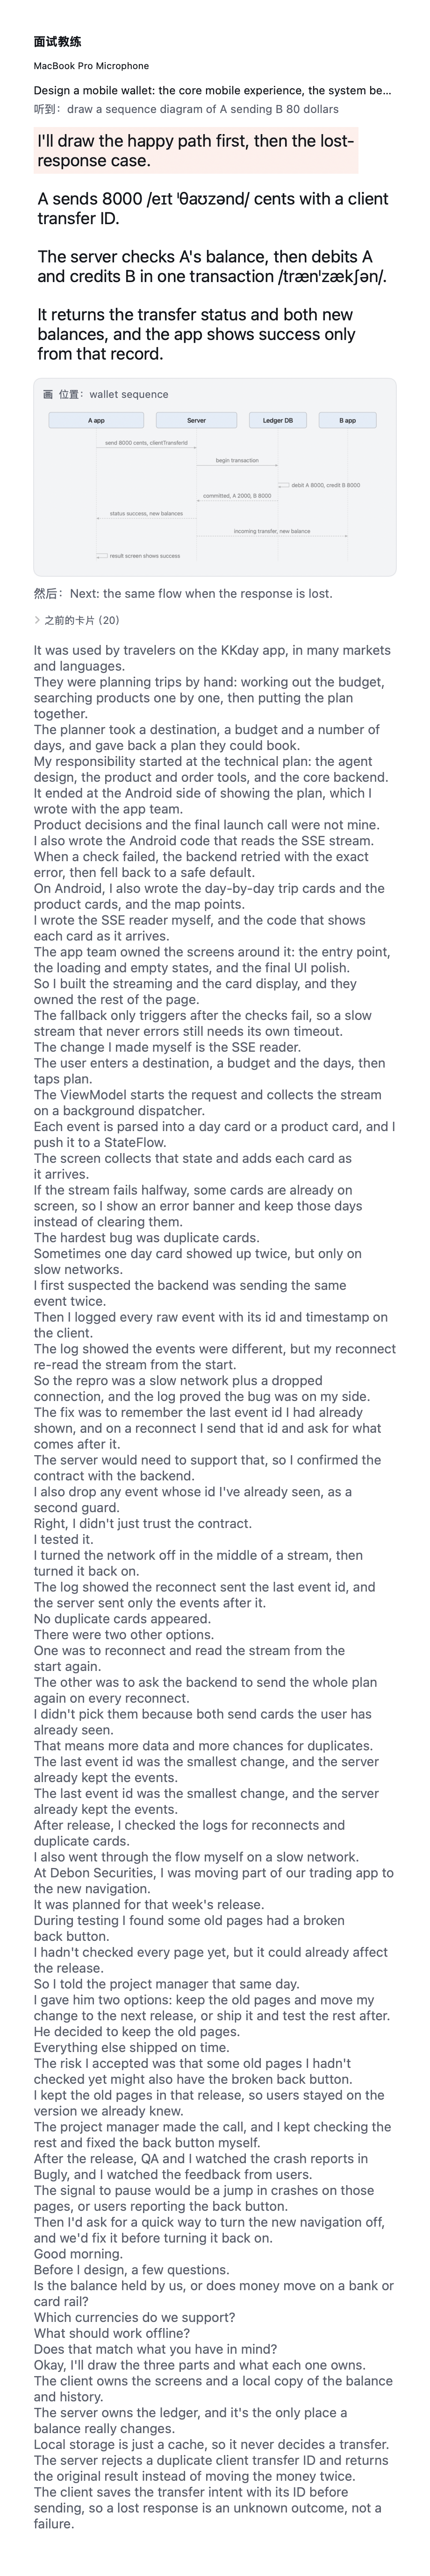 面试教练
MacBook Pro Microphone
Design a mobile wallet: the core mobile experience, the system be...
听到：draw a sequence diagram of A sending B 80 dollars
I'll draw the happy path first, then the lost-
response case.
A sends 8000 /eɪt ˈθaʊzənd/ cents with a client
transfer ID.
The server checks A's balance, then debits A
and credits B in one transaction /trænˈzækʃən/.
It returns the transfer status and both new
balances, and the app shows success only
from that record.
画 位置：wallet sequence
A app
Server
Ledger DB
B app
send 8000 cents, clientTransferId
begin transaction
debit A 8000, credit B 8000
committed, A 2000, B 8000
status success, new balances
incoming transfer, new balance
result screen shows success
然后：Next: the same flow when the response is lost.
之前的卡片 (20)
It was used by travelers on the KKday app, in many markets
and languages.
They were planning trips by hand: working out the budget,
searching products one by one, then putting the plan
together.
The planner took a destination, a budget and a number of
days, and gave back a plan they could book.
My responsibility started at the technical plan: the agent
design, the product and order tools, and the core backend.
It ended at the Android side of showing the plan, which I
wrote with the app team.
Product decisions and the final launch call were not mine.
I also wrote the Android code that reads the SSE stream.
When a check failed, the backend retried with the exact
error, then fell back to a safe default.
On Android, I also wrote the day-by-day trip cards and the
product cards, and the map points.
I wrote the SSE reader myself, and the code that shows
each card as it arrives.
The app team owned the screens around it: the entry point,
the loading and empty states, and the final UI polish.
So I built the streaming and the card display, and they
owned the rest of the page.
The fallback only triggers after the checks fail, so a slow
stream that never errors still needs its own timeout.
The change I made myself is the SSE reader.
The user enters a destination, a budget and the days, then
taps plan.
The ViewModel starts the request and collects the stream
on a background dispatcher.
Each event is parsed into a day card or a product card, and I
push it to a StateFlow.
The screen collects that state and adds each card as
it arrives.
If the stream fails halfway, some cards are already on
screen, so I show an error banner and keep those days
instead of clearing them.
The hardest bug was duplicate cards.
Sometimes one day card showed up twice, but only on
slow networks.
I first suspected the backend was sending the same
event twice.
Then I logged every raw event with its id and timestamp on
the client.
The log showed the events were different, but my reconnect
re-read the stream from the start.
So the repro was a slow network plus a dropped
connection, and the log proved the bug was on my side.
The fix was to remember the last event id I had already
shown, and on a reconnect I send that id and ask for what
comes after it.
The server would need to support that, so I confirmed the
contract with the backend.
I also drop any event whose id I've already seen, as a
second guard.
Right, I didn't just trust the contract.
I tested it.
I turned the network off in the middle of a stream, then
turned it back on.
The log showed the reconnect sent the last event id, and
the server sent only the events after it.
No duplicate cards appeared.
There were two other options.
One was to reconnect and read the stream from the
start again.
The other was to ask the backend to send the whole plan
again on every reconnect.
I didn't pick them because both send cards the user has
already seen.
That means more data and more chances for duplicates.
The last event id was the smallest change, and the server
already kept the events.
The last event id was the smallest change, and the server
already kept the events.
After release, I checked the logs for reconnects and
duplicate cards.
I also went through the flow myself on a slow network.
At Debon Securities, I was moving part of our trading app to
the new navigation.
It was planned for that week's release.
During testing I found some old pages had a broken
back button.
I hadn't checked every page yet, but it could already affect
the release.
So I told the project manager that same day.
I gave him two options: keep the old pages and move my
change to the next release, or ship it and test the rest after.
He decided to keep the old pages.
Everything else shipped on time.
The risk I accepted was that some old pages I hadn't
checked yet might also have the broken back button.
I kept the old pages in that release, so users stayed on the
version we already knew.
The project manager made the call, and I kept checking the
rest and fixed the back button myself.
After the release, QA and I watched the crash reports in
Bugly, and I watched the feedback from users.
The signal to pause would be a jump in crashes on those
pages, or users reporting the back button.
Then I'd ask for a quick way to turn the new navigation off,
and we'd fix it before turning it back on.
Good morning.
Before I design, a few questions.
Is the balance held by us, or does money move on a bank or
card rail?
Which currencies do we support?
What should work offline?
Does that match what you have in mind?
Okay, I'll draw the three parts and what each one owns.
The client owns the screens and a local copy of the balance
and history.
The server owns the ledger, and it's the only place a
balance really changes.
Local storage is just a cache, so it never decides a transfer.
The server rejects a duplicate client transfer ID and returns
the original result instead of moving the money twice.
The client saves the transfer intent with its ID before
sending, so a lost response is an unknown outcome, not a
failure.